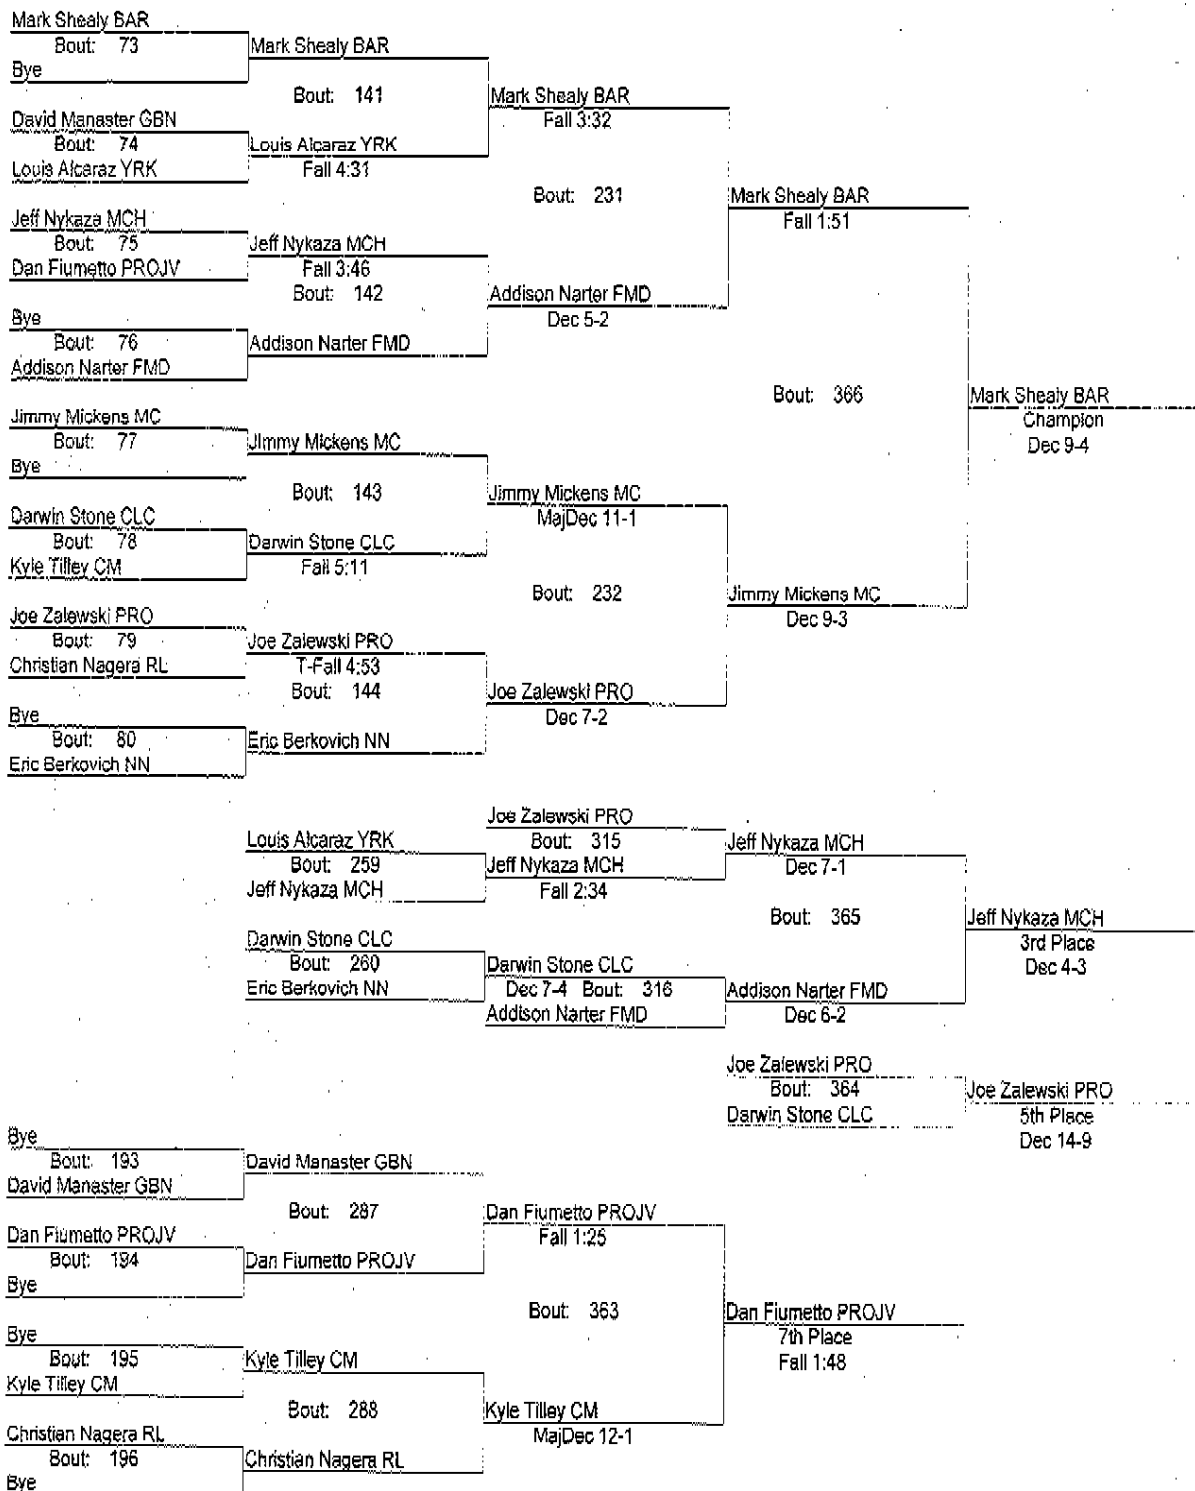 Mark Shealy BAR
Bout: 73
Bye
Mark Shealy BAR
Bout: 141
David Manaster GBN
Bout: 74
Louis Alcaraz YRK
Louis Alcaraz YRK
Fall 4:31
Mark Shealy BAR
Fall 3:32
Bout: 231
Jeff Nykaza MCH
Bout: 75
Dan Fiumetto PROJV
Jeff Nykaza MCH
Fall 3:46
Bout: 142
Bye
Bout: 76
Addison Narter FMD
Addison Narter FMD
Addison Narter FMD
Dec 5-2
Mark Shealy BAR
Fall 1:51
Bout: 366
Mark Shealy BAR
Champion
Dec 9-4
Jimmy Mickens MC
Bout: 77
Bye
Jimmy Mickens MC
Bout: 143
Darwin Stone CLC
Bout: 78
Kyle Tilley CM
Darwin Stone CLC
Fall 5:11
Jimmy Mickens MC
MajDec 11-1
Bout: 232
Joe Zalewski PRO
Bout: 79
Christian Nagera RL
Joe Zalewski PRO
T-Fall 4:53
Bout: 144
Bye
Bout: 80
Eric Berkovich NN
Eric Berkovich NN
Joe Zalewski PRO
Dec 7-2
Jimmy Mickens MC
Dec 9-3
Louis Alcaraz YRK
Bout: 259
Jeff Nykaza MCH
Joe Zalewski PRO
Bout: 315
Jeff Nykaza MCH
Fall 2:34
Jeff Nykaza MCH
Dec 7-1
Bout: 365
Jeff Nykaza MCH
3rd Place
Dec 4-3
Darwin Stone CLC
Bout: 260
Eric Berkovich NN
Darwin Stone CLC
Dec 7-4 Bout: 316
Addison Narter FMD
Addison Narter FMD
Dec 6-2
Joe Zalewski PRO
Bout: 364
Darwin Stone CLC
Joe Zalewski PRO
5th Place
Dec 14-9
Bye
Bout: 193
David Manaster GBN
David Manaster GBN
Bout: 287
Dan Fiumetto PROJV
Bout: 194
Bye
Dan Fiumetto PROJV
Dan Fiumetto PROJV
Fall 1:25
Bout: 363
Bye
Bout: 195
Kyle Tilley CM
Kyle Tilley CM
Bout: 288
Christian Nagera RL
Bout: 196
Bye
Christian Nagera RL
Kyle Tilley CM
MajDec 12-1
Dan Fiumetto PROJV
7th Place
Fall 1:48